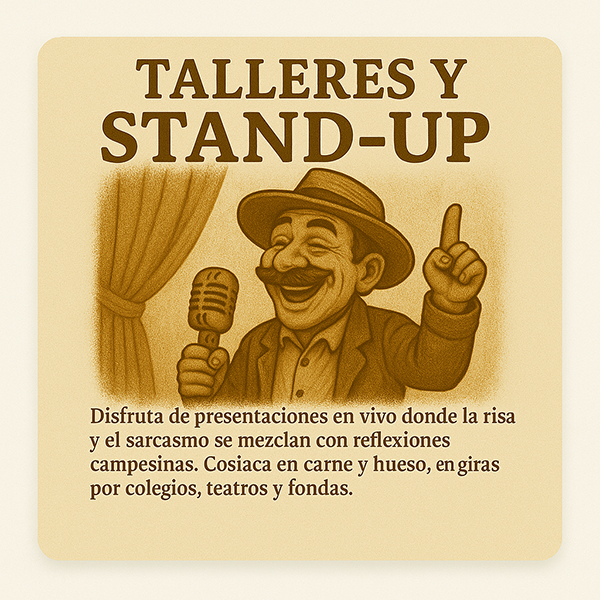 TALLERES Y
STAND-UP
Disfruta de presentaciones en vivo donde la risa
y el sarcasmo se mezclan con reflexiones
campesinas. Cosiaca en carne y hueso, en giras
por colegios, teatros y fondas.